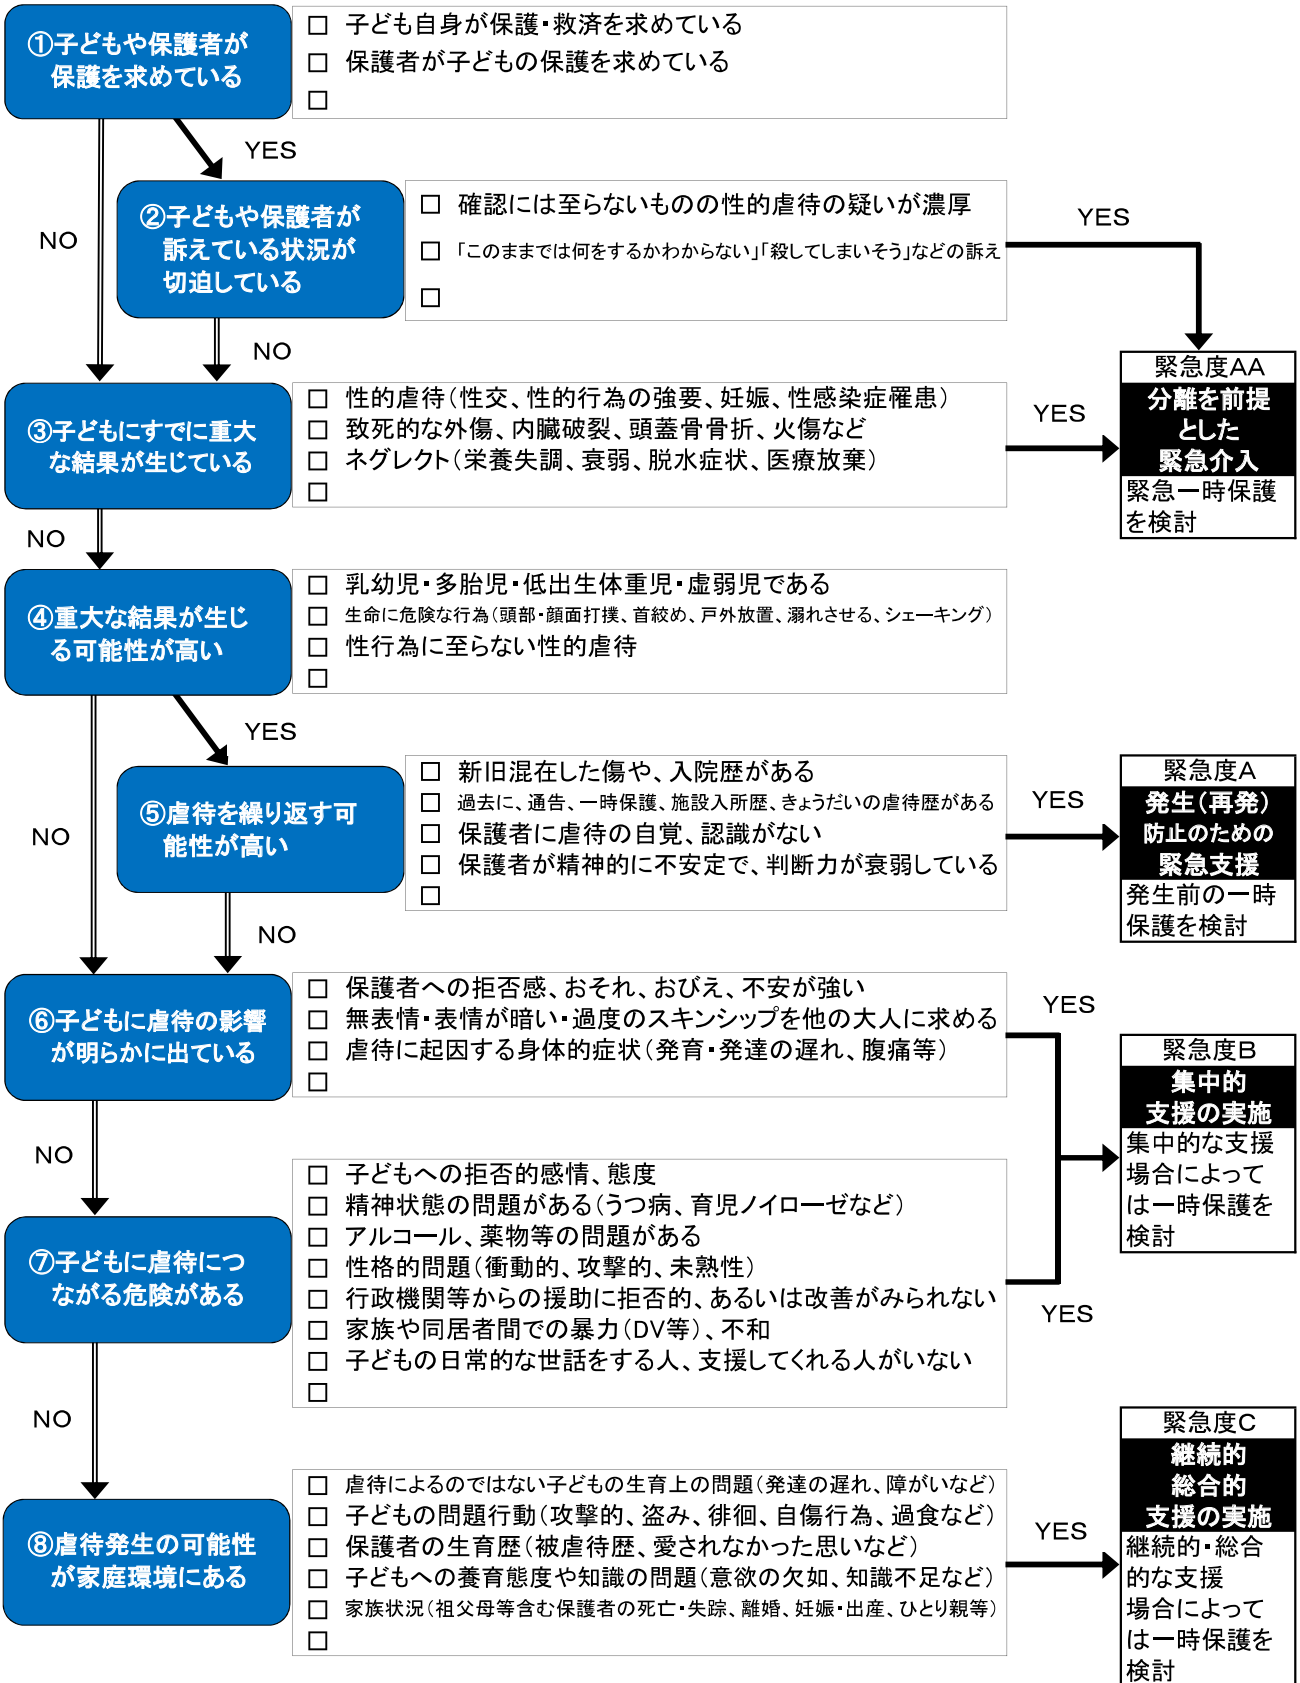 ①子どもや保護者が
保護を求めている
□ 子ども自身が保護・救済を求めている
□ 保護者が子どもの保護を求めている
□
YES
NO
②子どもや保護者が
訴えている状況が
切迫している
□ 確認には至らないものの性的虐待の疑いが濃厚
□ 「このままでは何をするかわからない」「殺してしまいそう」などの訴え
□
YES
NO
緊急度AA
分離を前提
とした
緊急介入
緊急一時保護
を検討
③子どもにすでに重大
な結果が生じている
□ 性的虐待(性交、性的行為の強要、妊娠、性感染症罹患)
□ 致死的な外傷、内臓破裂、頭蓋骨骨折、火傷など
□ ネグレクト(栄養失調、衰弱、脱水症状、医療放棄)
□
YES
NO
④重大な結果が生じ
る可能性が高い
□ 乳幼児・多胎児・低出生体重児・虚弱児である
□ 生命に危険な行為(頭部・顔面打撲、首絞め、戸外放置、溺れさせる、シェーキング)
□ 性行為に至らない性的虐待
□
YES
NO
⑤虐待を繰り返す可
能性が高い
□ 新旧混在した傷や、入院歴がある
□ 過去に、通告、一時保護、施設入所歴、きょうだいの虐待歴がある
□ 保護者に虐待の自覚、認識がない
□ 保護者が精神的に不安定で、判断力が衰弱している
□
YES
NO
緊急度A
発生(再発)
防止のための
緊急支援
発生前の一時
保護を検討
⑥子どもに虐待の影響
が明らかに出ている
□ 保護者への拒否感、おそれ、おびえ、不安が強い
□ 無表情・表情が暗い・過度のスキンシップを他の大人に求める
□ 虐待に起因する身体的症状(発育・発達の遅れ、腹痛等)
□
YES
NO
緊急度B
集中的
支援の実施
集中的な支援
場合によって
は一時保護を
検討
⑦子どもに虐待につ
ながる危険がある
□ 子どもへの拒否的感情、態度
□ 精神状態の問題がある(うつ病、育児ノイローゼなど)
□ アルコール、薬物等の問題がある
□ 性格的問題(衝動的、攻撃的、未熟性)
□ 行政機関等からの援助に拒否的、あるいは改善がみられない
□ 家族や同居者間での暴力(DV等)、不和
□ 子どもの日常的な世話をする人、支援してくれる人がいない
□
YES
NO
⑧虐待発生の可能性
が家庭環境にある
□ 虐待によるのではない子どもの生育上の問題(発達の遅れ、障がいなど)
□ 子どもの問題行動(攻撃的、盗み、徘徊、自傷行為、過食など)
□ 保護者の生育歴(被虐待歴、愛されなかった思いなど)
□ 子どもへの養育態度や知識の問題(意欲の欠如、知識不足など)
□ 家族状況(祖父母等含む保護者の死亡・失踪、離婚、妊娠・出産、ひとり親等)
□
YES
緊急度C
継続的
総合的
支援の実施
継続的・総合
的な支援
場合によって
は一時保護を
検討